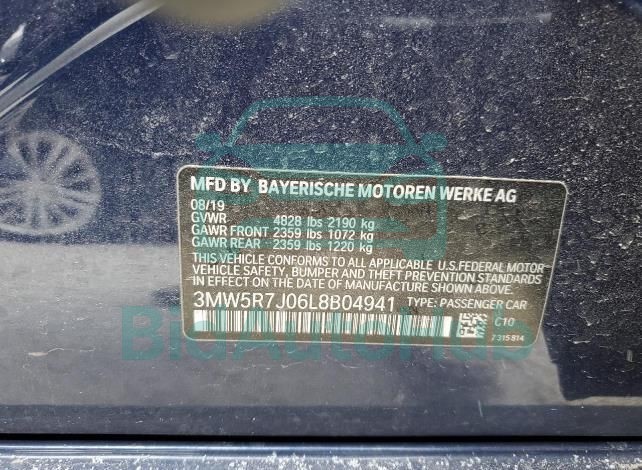 MFD BY BAYERISCHE MOTOREN WERKE AG
08/19
GVWR 4828 lbs 2190 kg
GAWR FRONT 2359 lbs 1072 kg
GAWR REAR 2359 lbs 1220 kg
THIS VEHICLE CONFORMS TO ALL APPLICABLE U.S.FEDERAL MOTOR
VEHICLE SAFETY, BUMPER AND THEFT PREVENTION STANDARDS
IN EFFECT ON THE DATE OF MANUFACTURE SHOWN ABOVE.
3MW5R7J06L8B04941 TYPE: PASSENGER CAR
C10
7315814
BidAutoHub